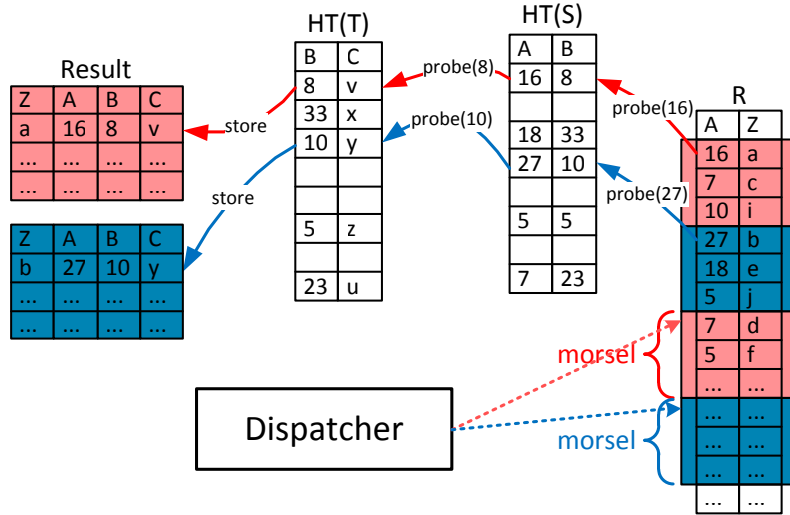 Result
Z A B C
a 16 8 v
... ... ... ...
... ... ... ...
Z A B C
b 27 10 y
... ... ... ...
... ... ... ...
store
store
HT(T)
B C
8 v
33 x
10 y
5 z
23 u
probe(8)
probe(10)
HT(S)
A B
16 8
18 33
27 10
5 5
7 23
probe(16)
probe(27)
R
A Z
16 a
7 c
10 i
27 b
18 e
5 j
7 d
5 f
... ...
... ...
... ...
... ...
... ...
morsel
morsel
Dispatcher